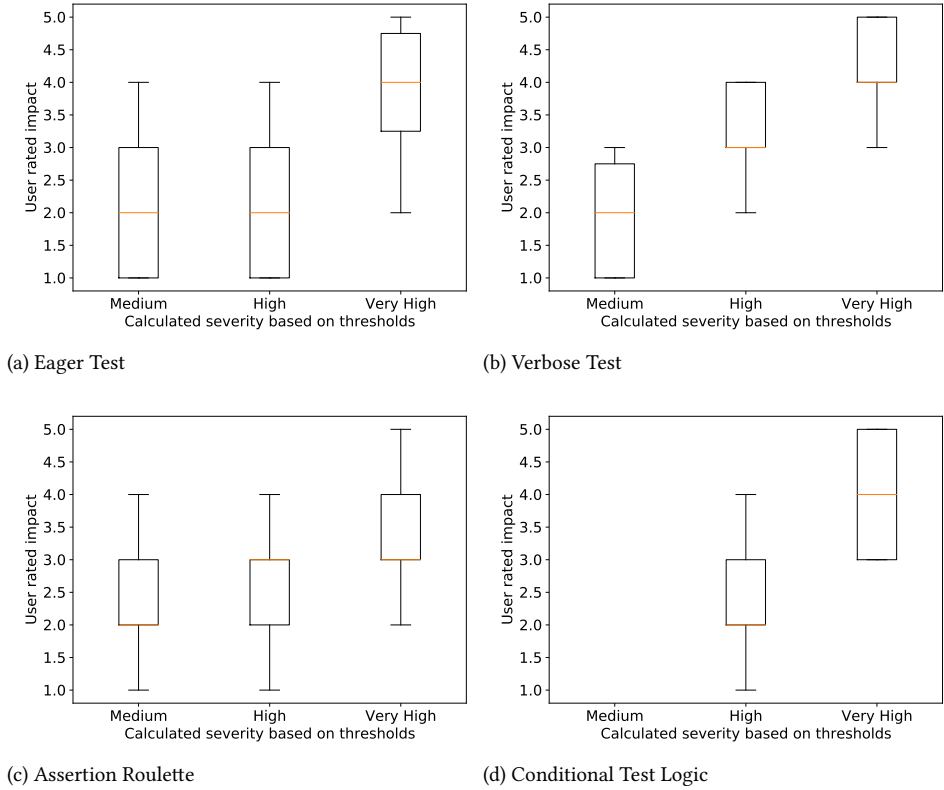 5.0
4.5
4.0
3.5
3.0
2.5
2.0
1.5
1.0
User rated impact
Medium High Very High
Calculated severity based on thresholds
(a) Eager Test
5.0
4.5
4.0
3.5
3.0
2.5
2.0
1.5
1.0
User rated impact
Medium High Very High
Calculated severity based on thresholds
(b) Verbose Test
5.0
4.5
4.0
3.5
3.0
2.5
2.0
1.5
1.0
User rated impact
Medium High Very High
Calculated severity based on thresholds
(c) Assertion Roulette
5.0
4.5
4.0
3.5
3.0
2.5
2.0
1.5
1.0
User rated impact
Medium High Very High
Calculated severity based on thresholds
(d) Conditional Test Logic